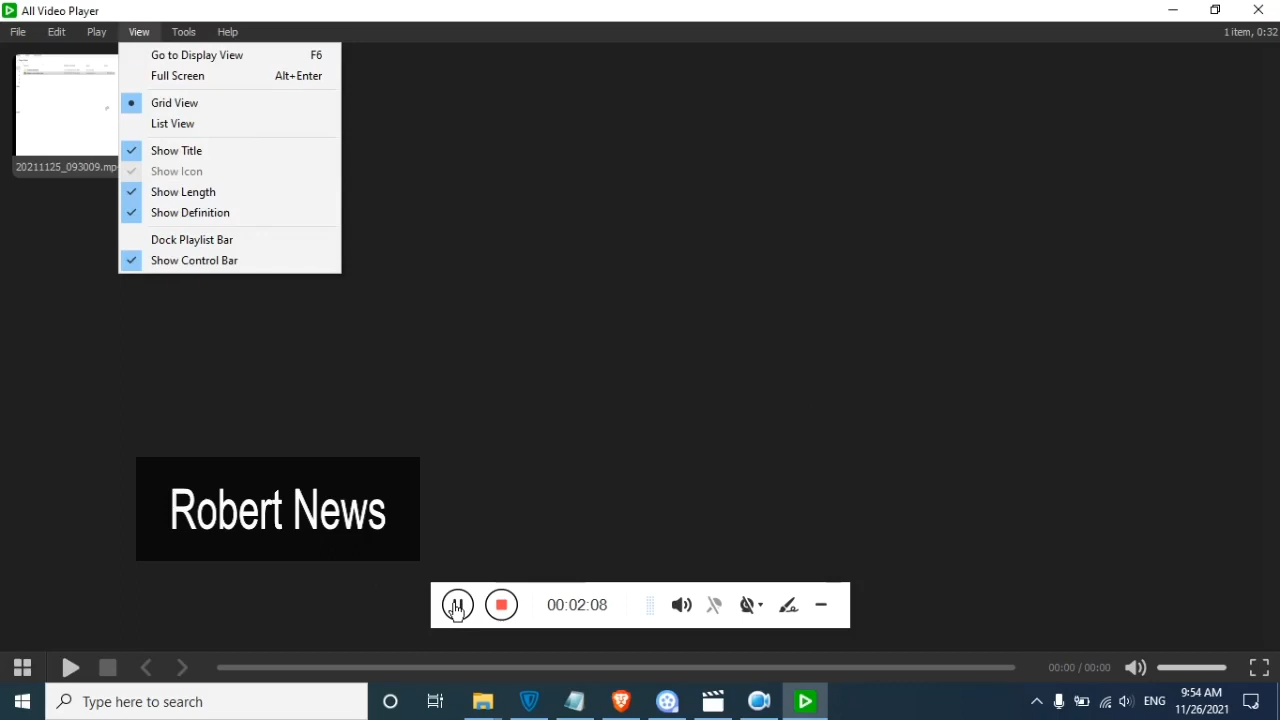 All Video Player
File Edit Play View Tools Help 1 item, 0:32
Go to Display View F6
Full Screen Alt+Enter
Grid View
List View
Show Title
20211125_093009.mp
Show Icon
Show Length
Show Definition
Dock Playlist Bar
Show Control Bar
Robert News
00:02:08
00:00 / 00:00
Type here to search
ENG
9:54 AM
11/26/2021